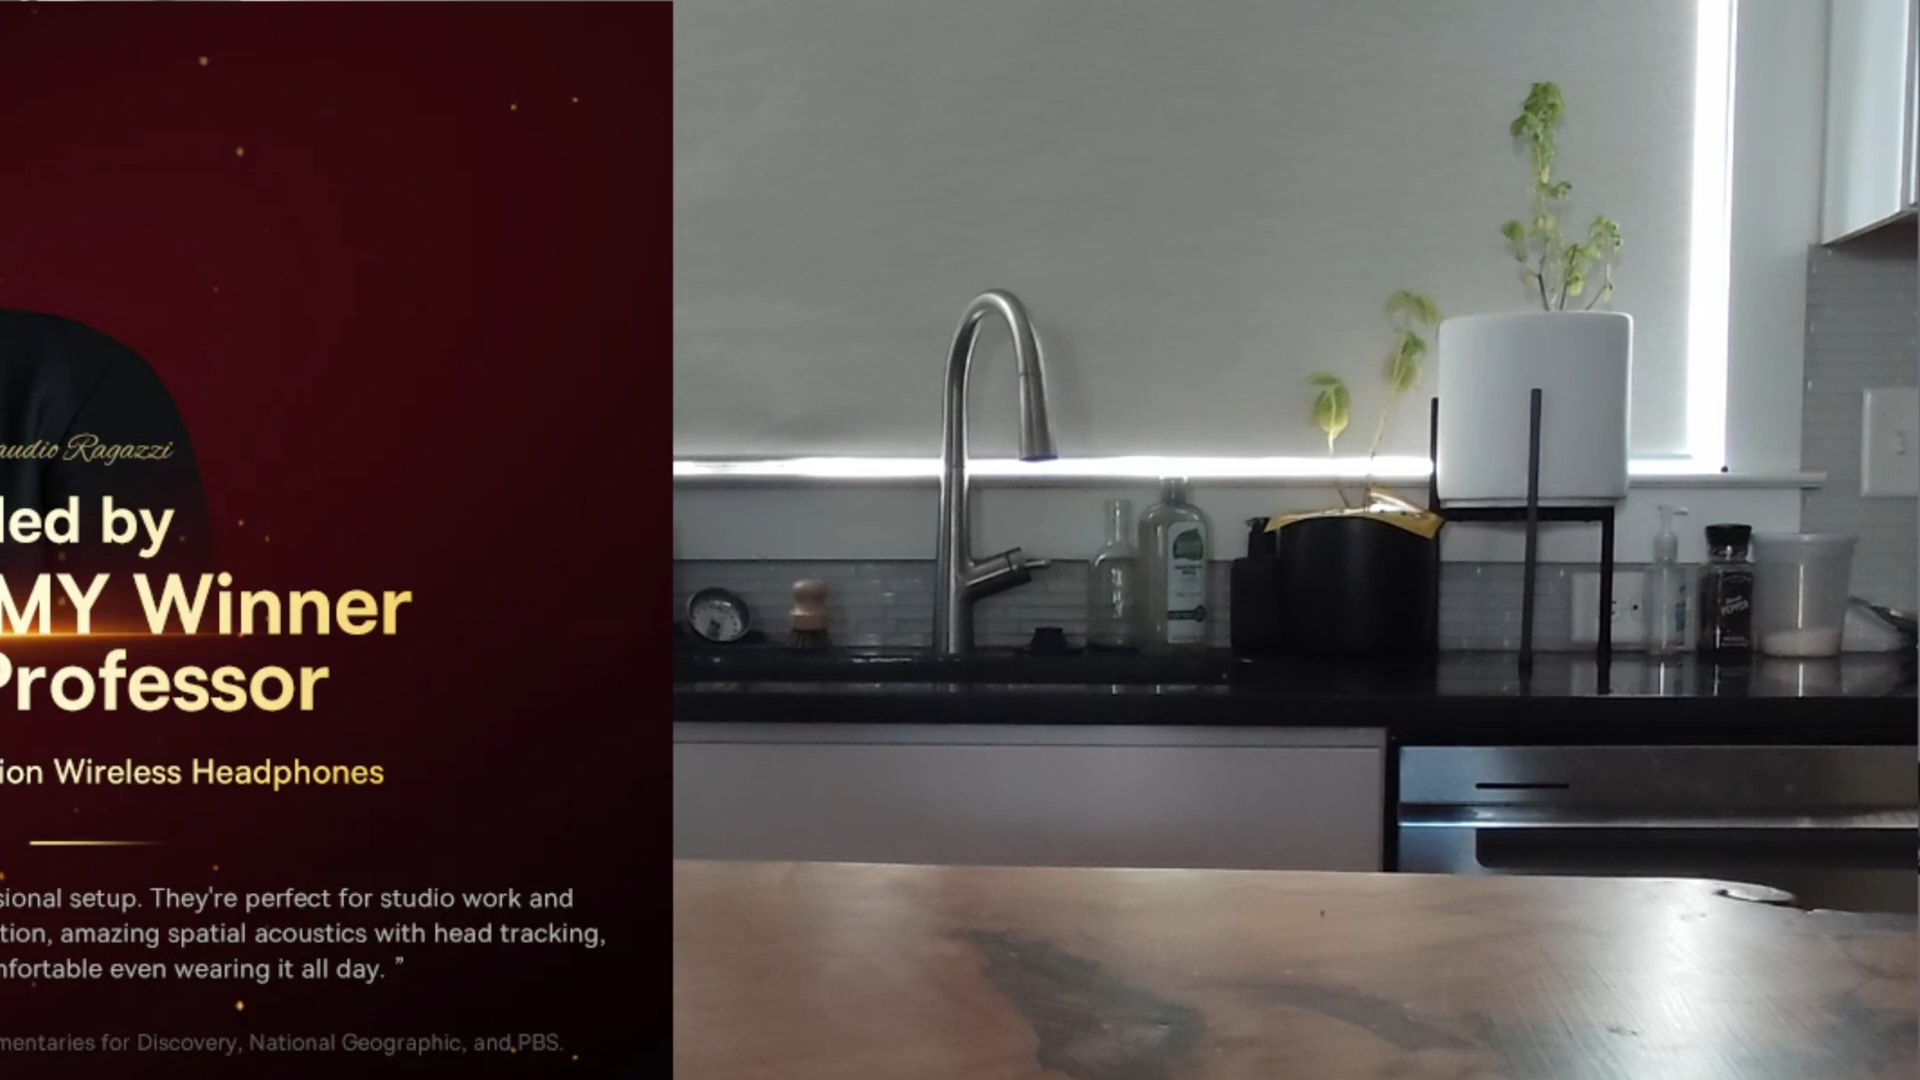 audio Ragazzi
led by
MY Winner
Professor
ion Wireless Headphones
sional setup. They're perfect for studio work and
tion, amazing spatial acoustics with head tracking,
nfortable even wearing it all day. ”
mentaries for Discovery, National Geographic, and PBS.
PEPPER